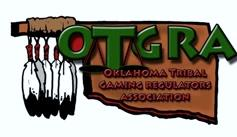 OTGRA
OKLAHOMA TRIBAL
GAMING REGULATORS
ASSOCIATION